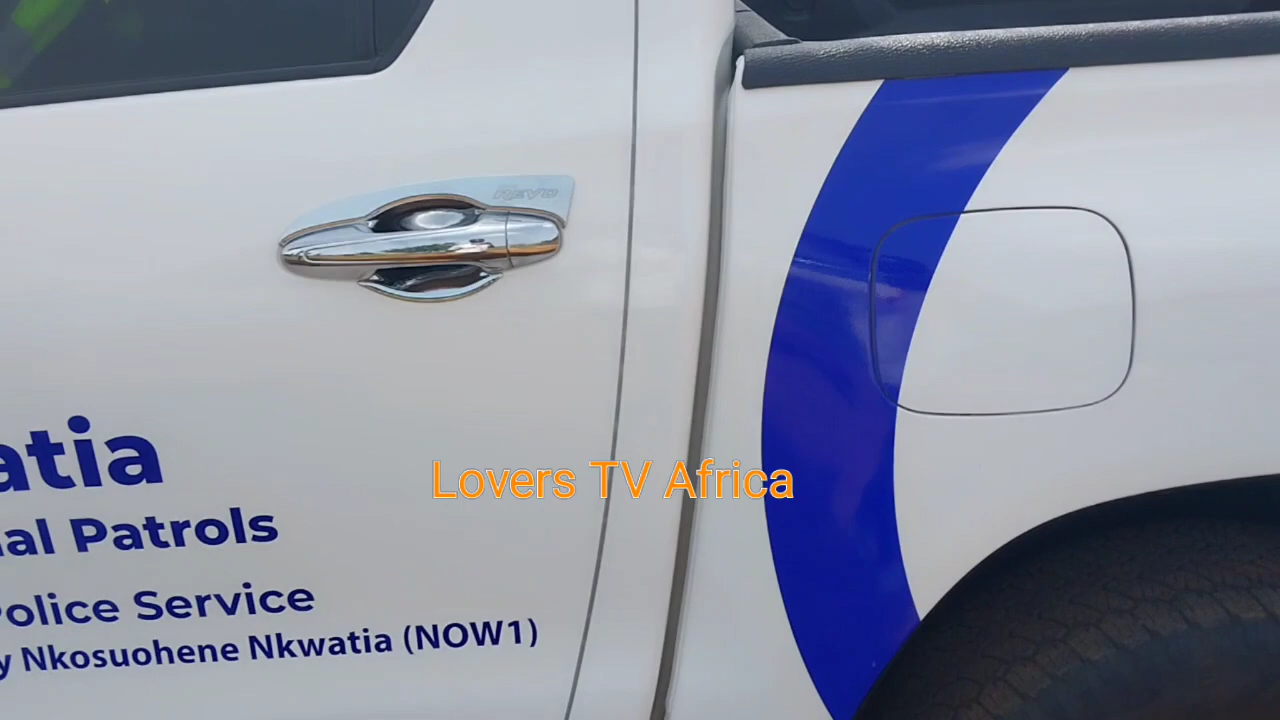 REVO
atia
al Patrols
Police Service
y Nkosuohene Nkwatia (NOW1)
Lovers TV Africa